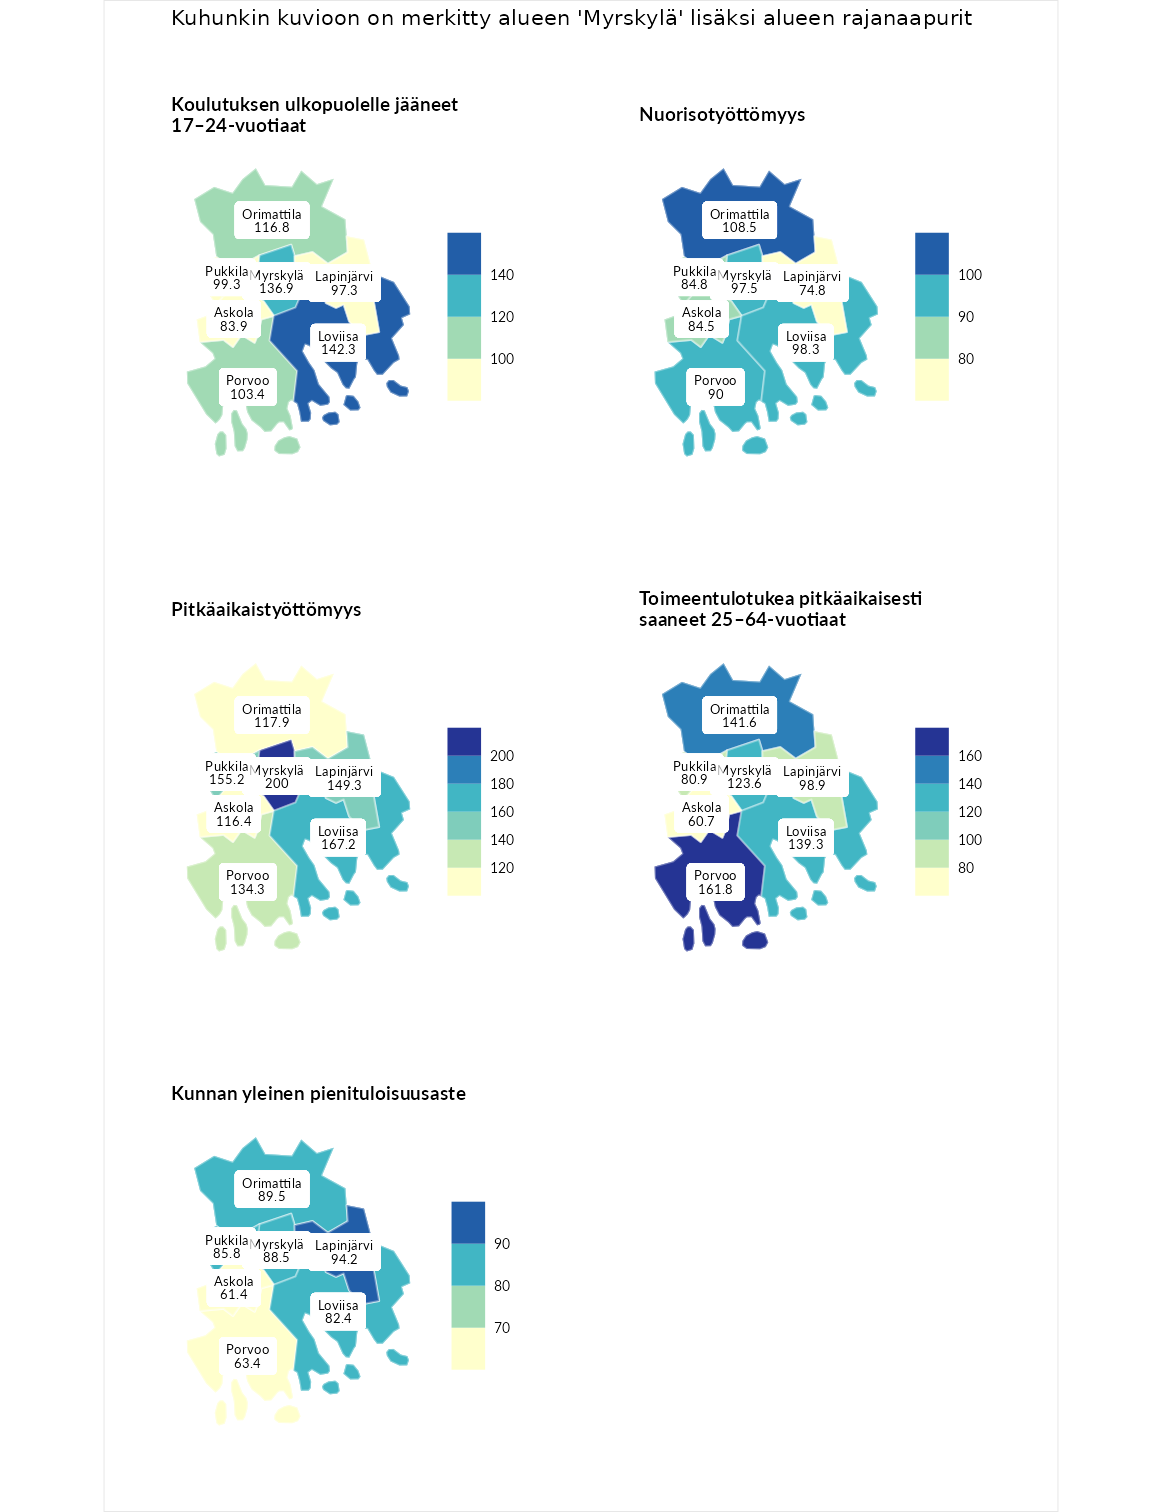 Kuhunkin kuvioon on merkitty alueen 'Myrskylä' lisäksi alueen rajanaapurit
Koulutuksen ulkopuolelle jääneet
17–24-vuotiaat
Orimattila
116.8
Pukkila
99.3
Myrskylä
136.9
Lapinjärvi
97.3
Askola
83.9
Loviisa
142.3
Porvoo
103.4
140
120
100
Nuorisotyöttömyys
Orimattila
108.5
Pukkila
84.8
Myrskylä
97.5
Lapinjärvi
74.8
Askola
84.5
Loviisa
98.3
Porvoo
90
100
90
80
Pitkäaikaistyöttömyys
Orimattila
117.9
Pukkila
155.2
Myrskylä
200
Lapinjärvi
149.3
Askola
116.4
Loviisa
167.2
Porvoo
134.3
200
180
160
140
120
Toimeentulotukea pitkäaikaisesti
saaneet 25–64-vuotiaat
Orimattila
141.6
Pukkila
80.9
Myrskylä
123.6
Lapinjärvi
98.9
Askola
60.7
Loviisa
139.3
Porvoo
161.8
160
140
120
100
80
Kunnan yleinen pienituloisuusaste
Orimattila
89.5
Pukkila
85.8
Myrskylä
88.5
Lapinjärvi
94.2
Askola
61.4
Loviisa
82.4
Porvoo
63.4
90
80
70